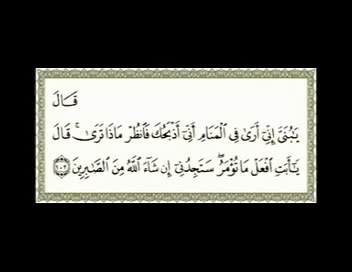 قَالَ
يَٰبُنَىَّ إِنِّىٓ أَرَىٰ فِى ٱلْمَنَامِ أَنِّىٓ أَذْبَحُكَ فَٱنظُرْ مَاذَا تَرَىٰ ۚ قَالَ
يَٰٓأَبَتِ ٱفْعَلْ مَا تُؤْمَرُ ۖ سَتَجِدُنِىٓ إِن شَآءَ ٱللَّهُ مِنَ ٱلصَّٰبِرِينَ ١٠٢